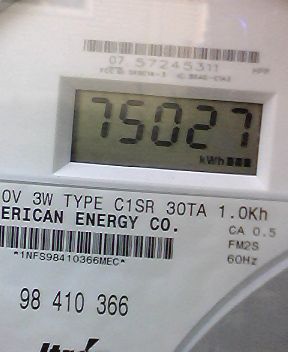 07 57245311
75027
kWh
0V 3W TYPE C1SR 30TA 1.0Kh
ERICAN ENERGY CO.
CA 0.5
FM2S
60Hz
*1NFS98410366MEC*
98 410 366